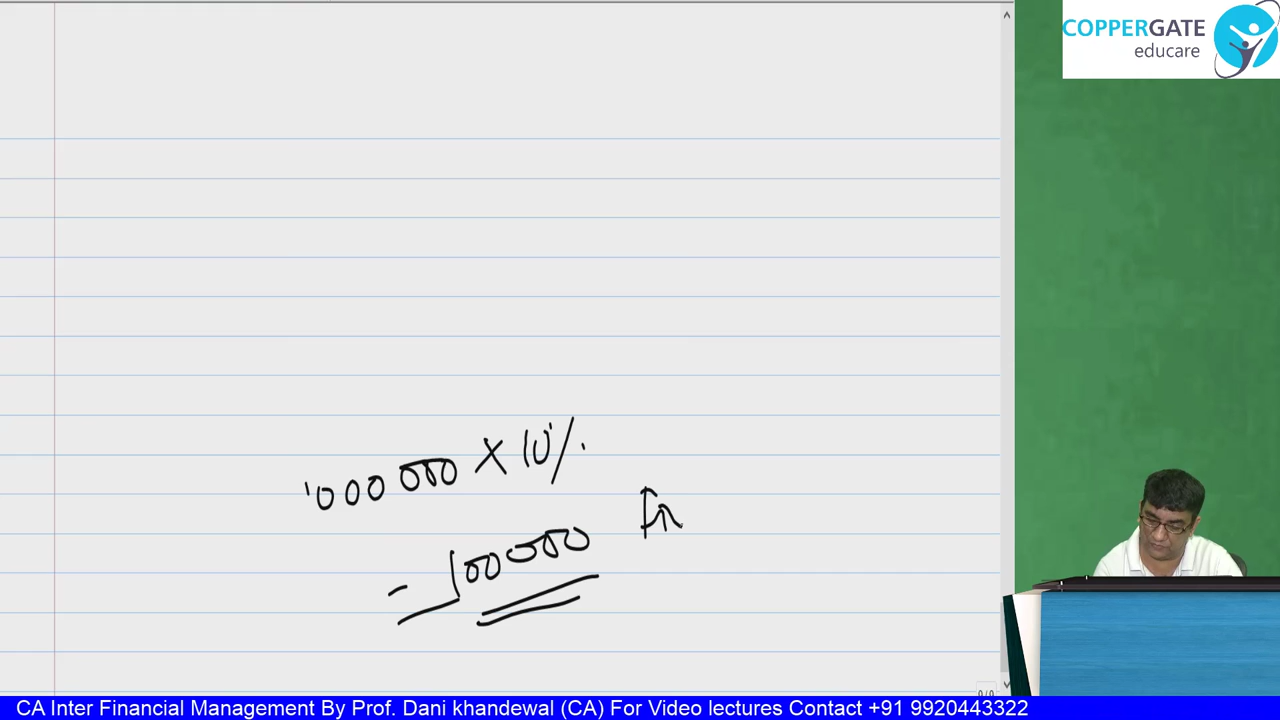 COPPERGATE
educare
1000000 × 10%
= 100000
CA Inter Financial Management By Prof. Dani khandewal (CA) For Video lectures Contact +91 9920443322